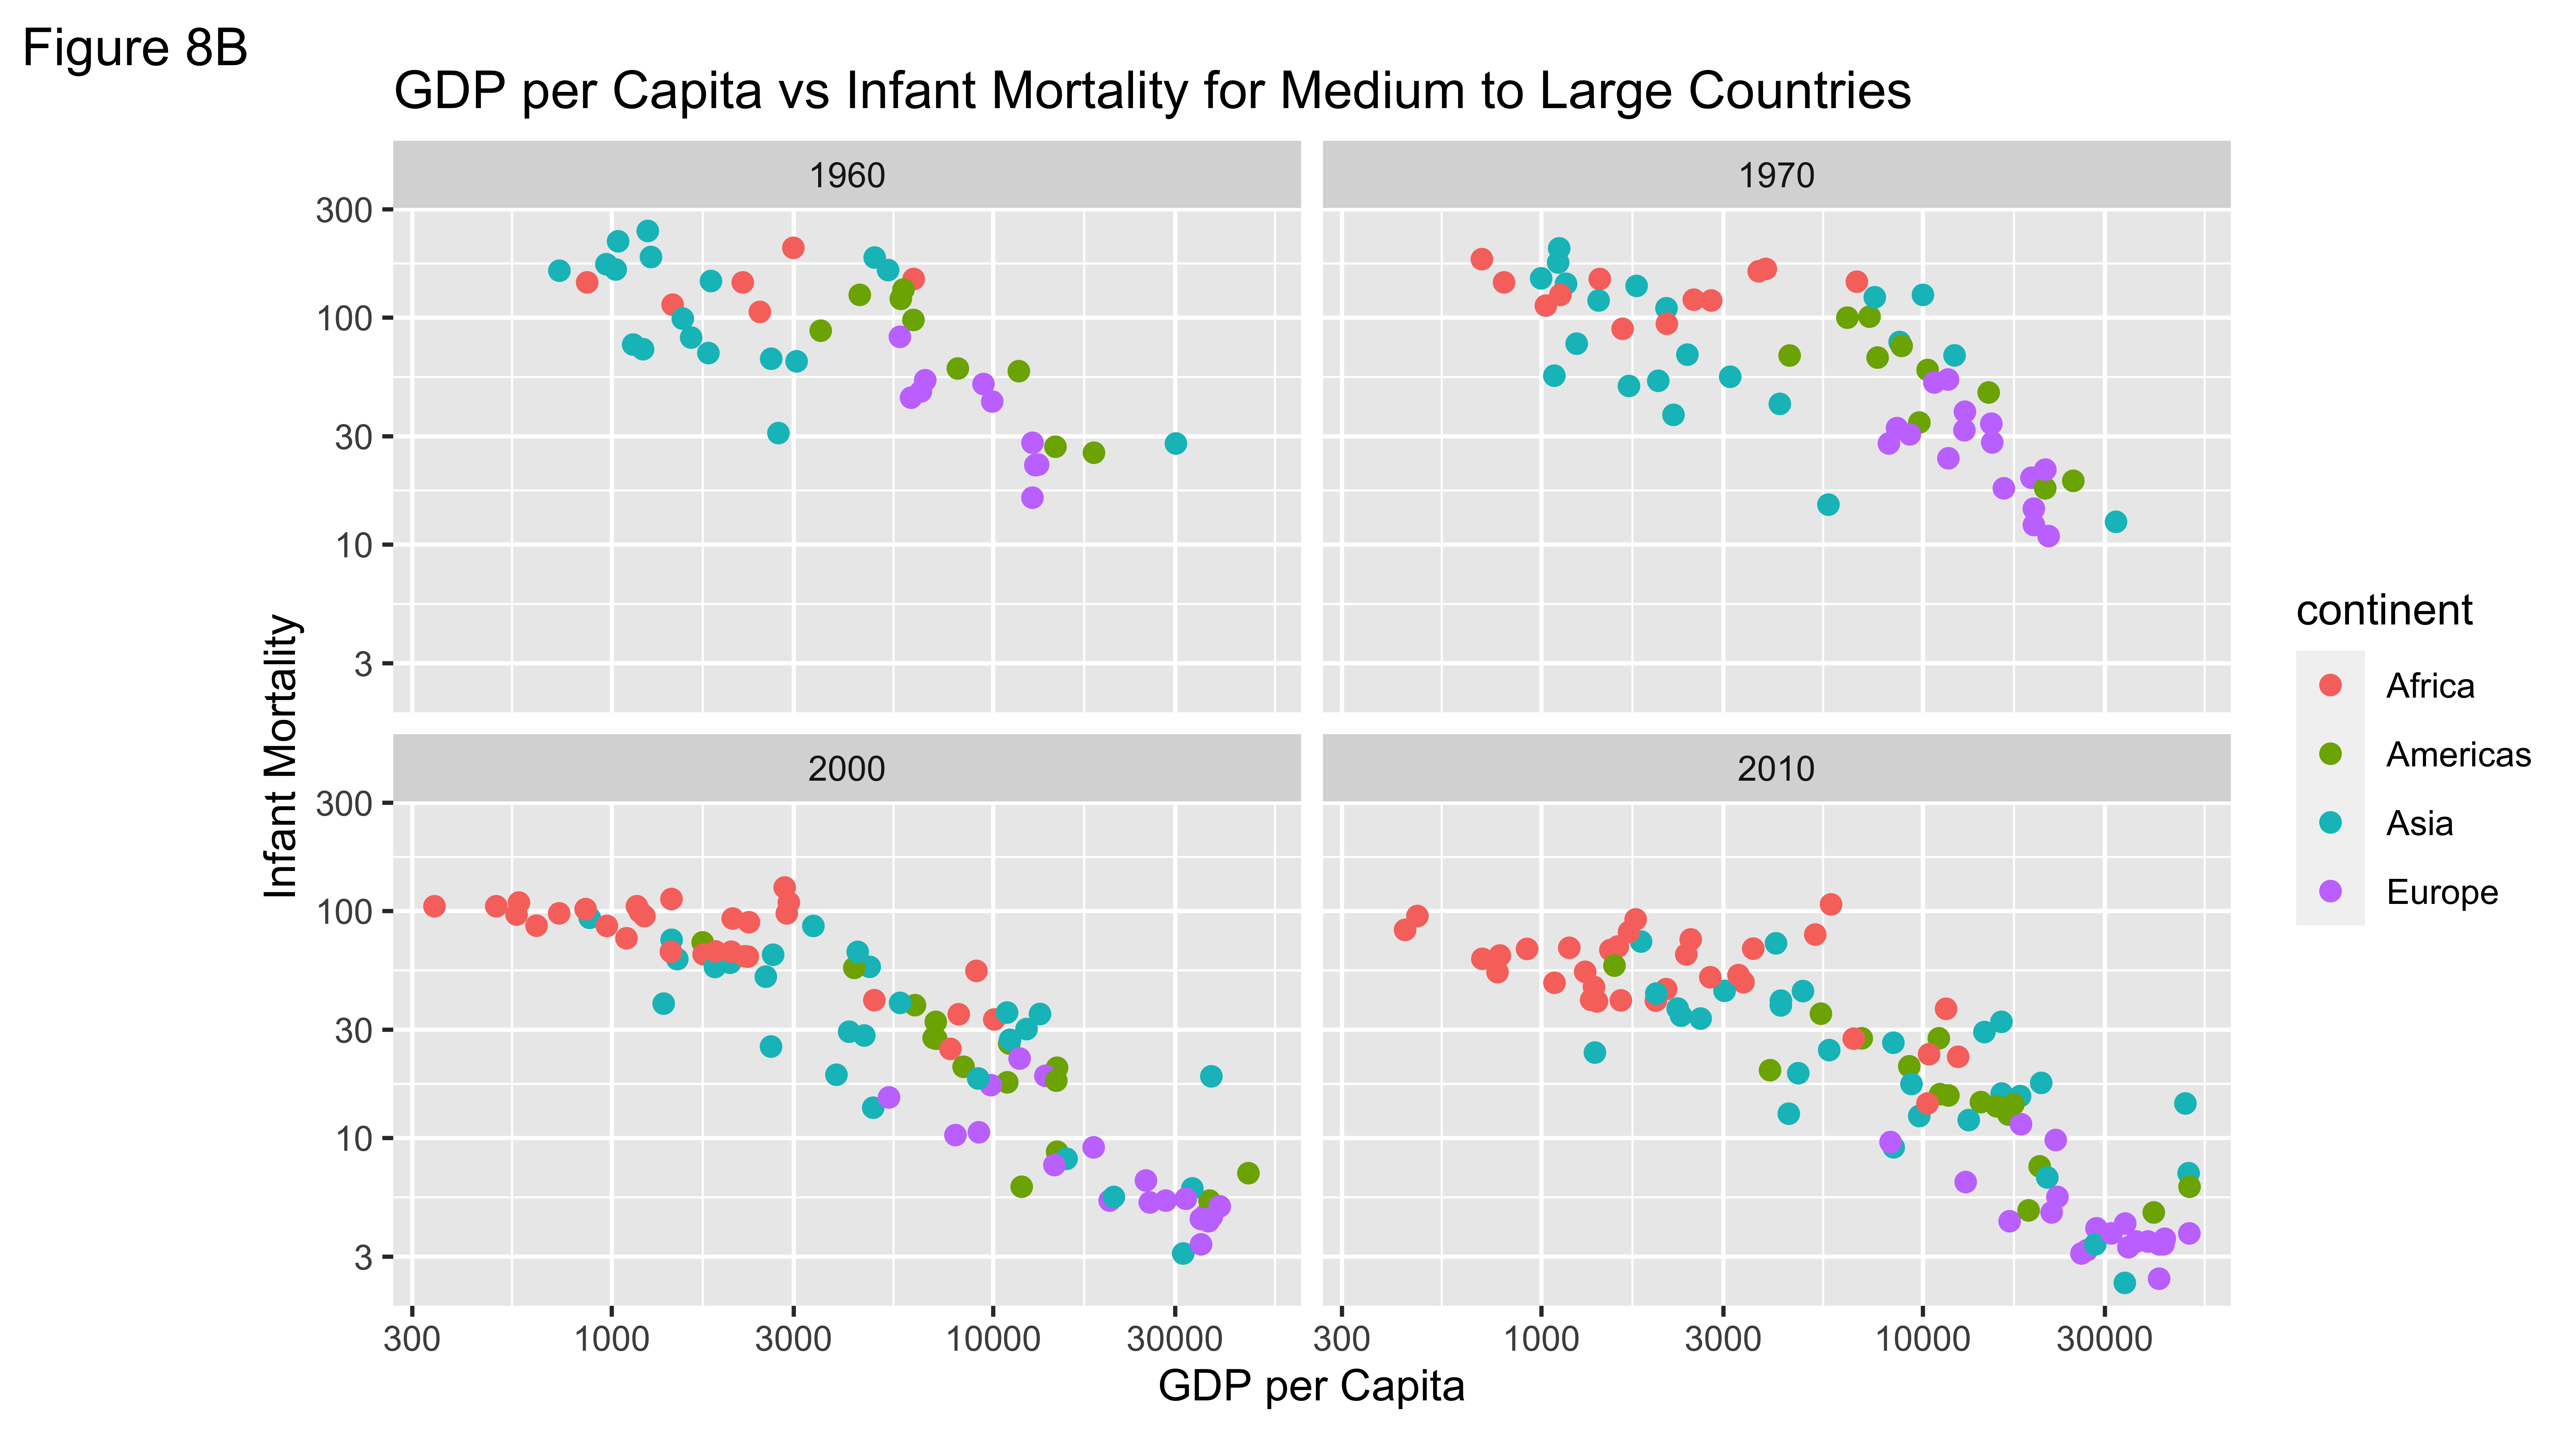 Figure 8B
GDP per Capita vs Infant Mortality for Medium to Large Countries
1960
1970
300
100
30
10
3
2000
2010
300
100
30
10
3
300
1000
3000
10000
30000
300
1000
3000
10000
30000
GDP per Capita
Infant Mortality
continent
Africa
Americas
Asia
Europe